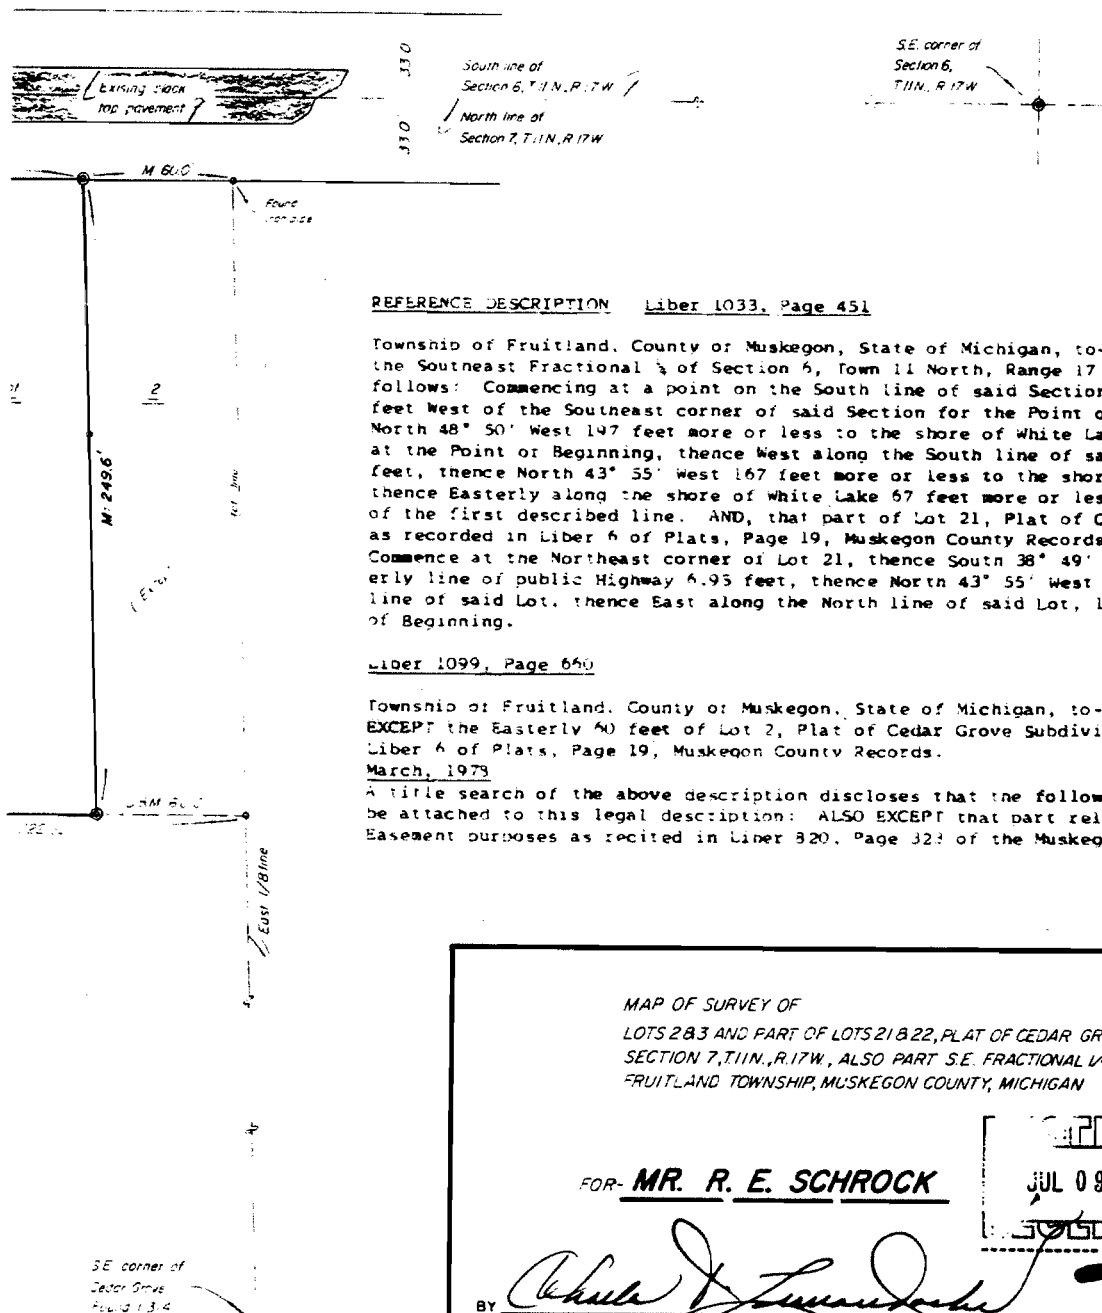 33.0
33.0
South line of
Section 6, T.11N., R.17W
North line of
Section 7, T.11N., R.17W
S.E. corner of
Section 6,
T.11N., R.17W
Exising black
top pavement
M 60.0'
Found
iron pipe
2
M: 249.6'
lot line
East 1/8 line
S.E. corner of
Cedar Grove
REFERENCE DESCRIPTION Liber 1033, Page 451
Township of Fruitland, County of Muskegon, State of Michigan, to-
the Southeast Fractional ¼ of Section 6, Town 11 North, Range 17
follows: Commencing at a point on the South line of said Section
feet West of the Southeast corner of said Section for the Point o
North 48° 50' West 197 feet more or less to the shore of White La
at the Point of Beginning, thence West along the South line of sa
feet, thence North 43° 55' West 167 feet more or less to the shor
thence Easterly along the shore of White Lake 67 feet more or les
of the first described line. AND, that part of Lot 21, Plat of C
as recorded in Liber 6 of Plats, Page 19, Muskegon County Records
Commence at the Northeast corner of Lot 21, thence South 38° 49'
erly line of public Highway 6.95 feet, thence North 43° 55' West
line of said Lot, thence East along the North line of said Lot, l
of Beginning.
Liber 1099, Page 660
Township of Fruitland, County of Muskegon, State of Michigan, to-
EXCEPT the Easterly 60 feet of Lot 2, Plat of Cedar Grove Subdivi
Liber 6 of Plats, Page 19, Muskegon County Records.
March, 1978
A title search of the above description discloses that the follow
be attached to this legal description: ALSO EXCEPT that part rel
Easement purposes as recited in Liber 820, Page 323 of the Muskeg
MAP OF SURVEY OF
LOTS 2&3 AND PART OF LOTS 21&22, PLAT OF CEDAR GR
SECTION 7, T.11N., R.17W., ALSO PART S.E. FRACTIONAL
FRUITLAND TOWNSHIP, MUSKEGON COUNTY, MICHIGAN
FOR- MR. R. E. SCHROCK
JUL 09
BY